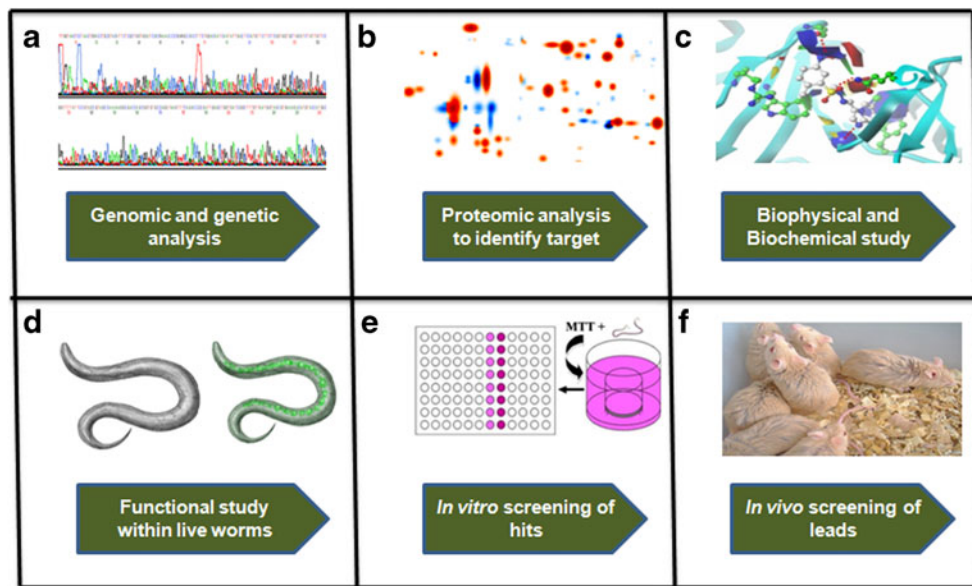 a
Genomic and genetic
analysis
b
Proteomic analysis
to identify target
c
Biophysical and
Biochemical study
d
Functional study
within live worms
e
MTT +
In vitro screening of
hits
f
In vivo screening of
leads